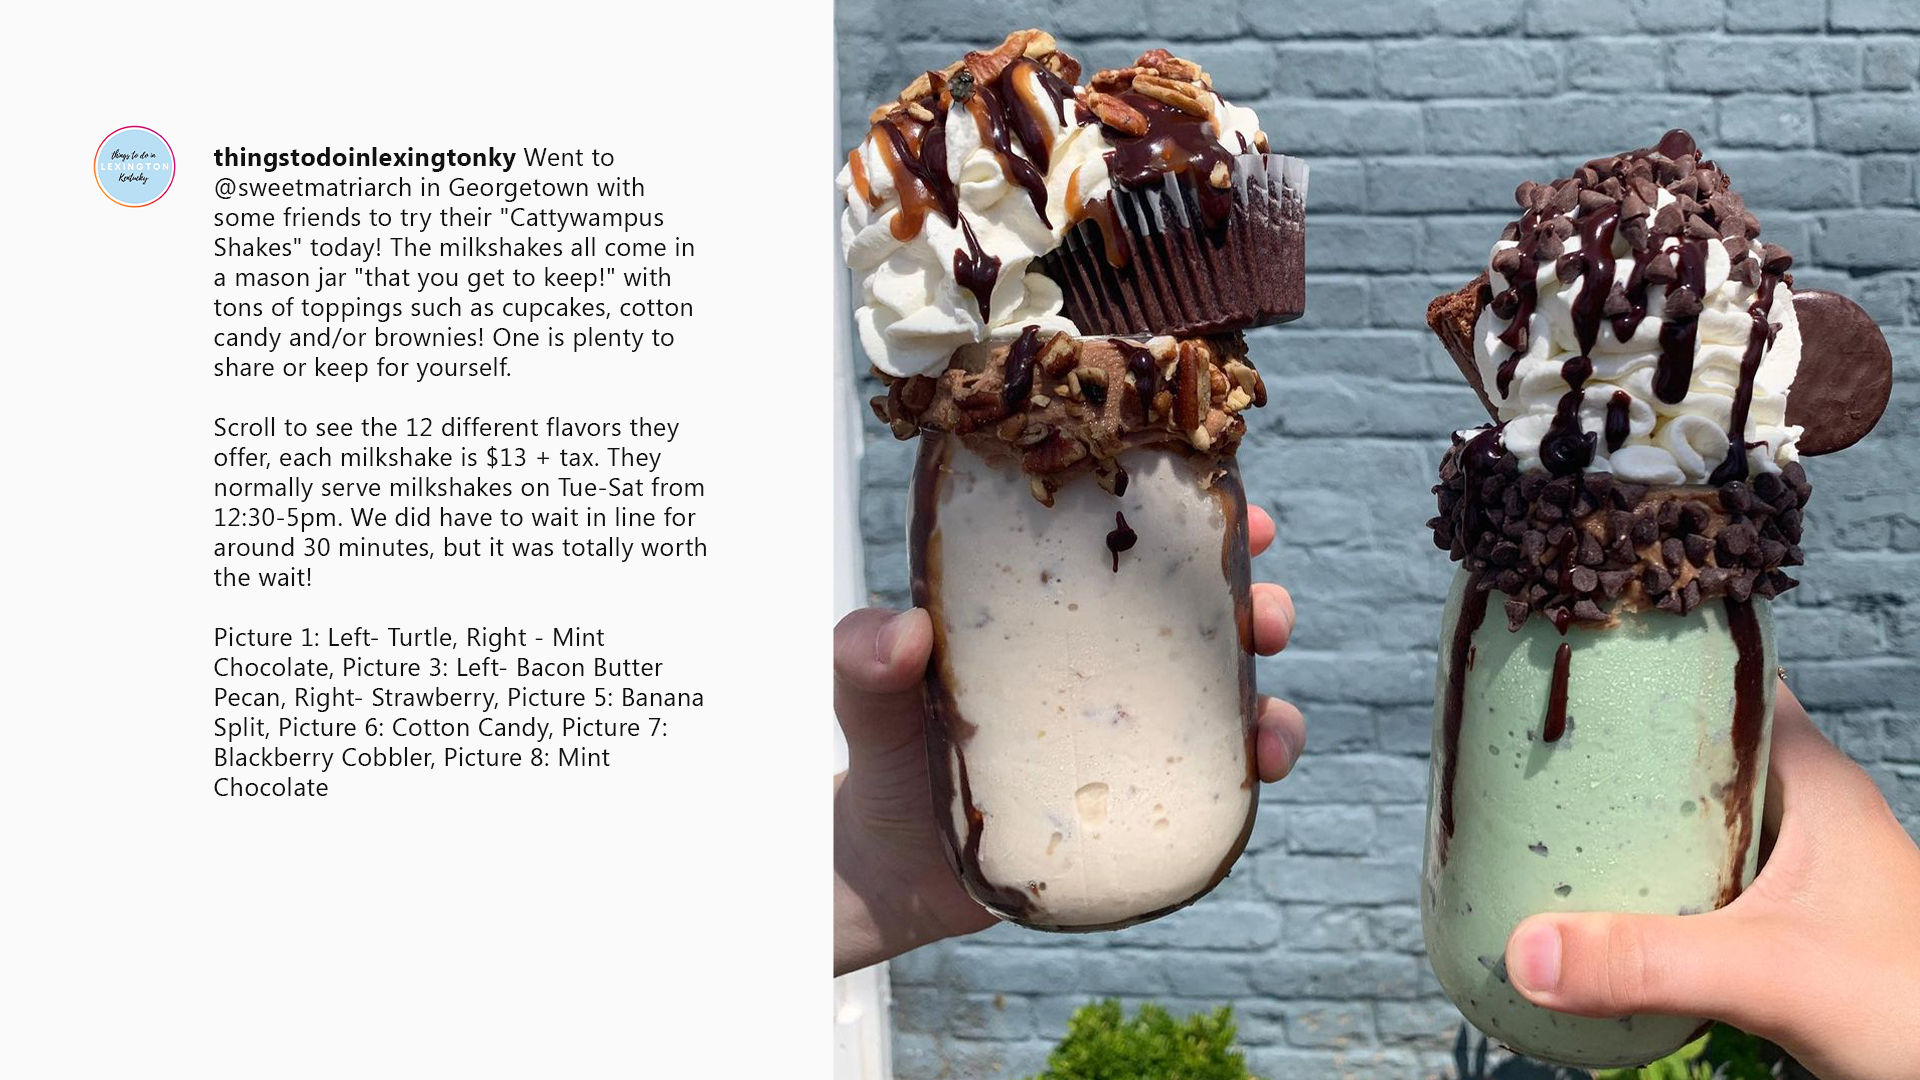 things to do in
LEXINGTON
Kentucky
thingstodoinlexingtonky Went to
@sweetmatriarch in Georgetown with
some friends to try their "Cattywampus
Shakes" today! The milkshakes all come in
a mason jar "that you get to keep!" with
tons of toppings such as cupcakes, cotton
candy and/or brownies! One is plenty to
share or keep for yourself.
Scroll to see the 12 different flavors they
offer, each milkshake is $13 + tax. They
normally serve milkshakes on Tue-Sat from
12:30-5pm. We did have to wait in line for
around 30 minutes, but it was totally worth
the wait!
Picture 1: Left- Turtle, Right - Mint
Chocolate, Picture 3: Left- Bacon Butter
Pecan, Right- Strawberry, Picture 5: Banana
Split, Picture 6: Cotton Candy, Picture 7:
Blackberry Cobbler, Picture 8: Mint
Chocolate